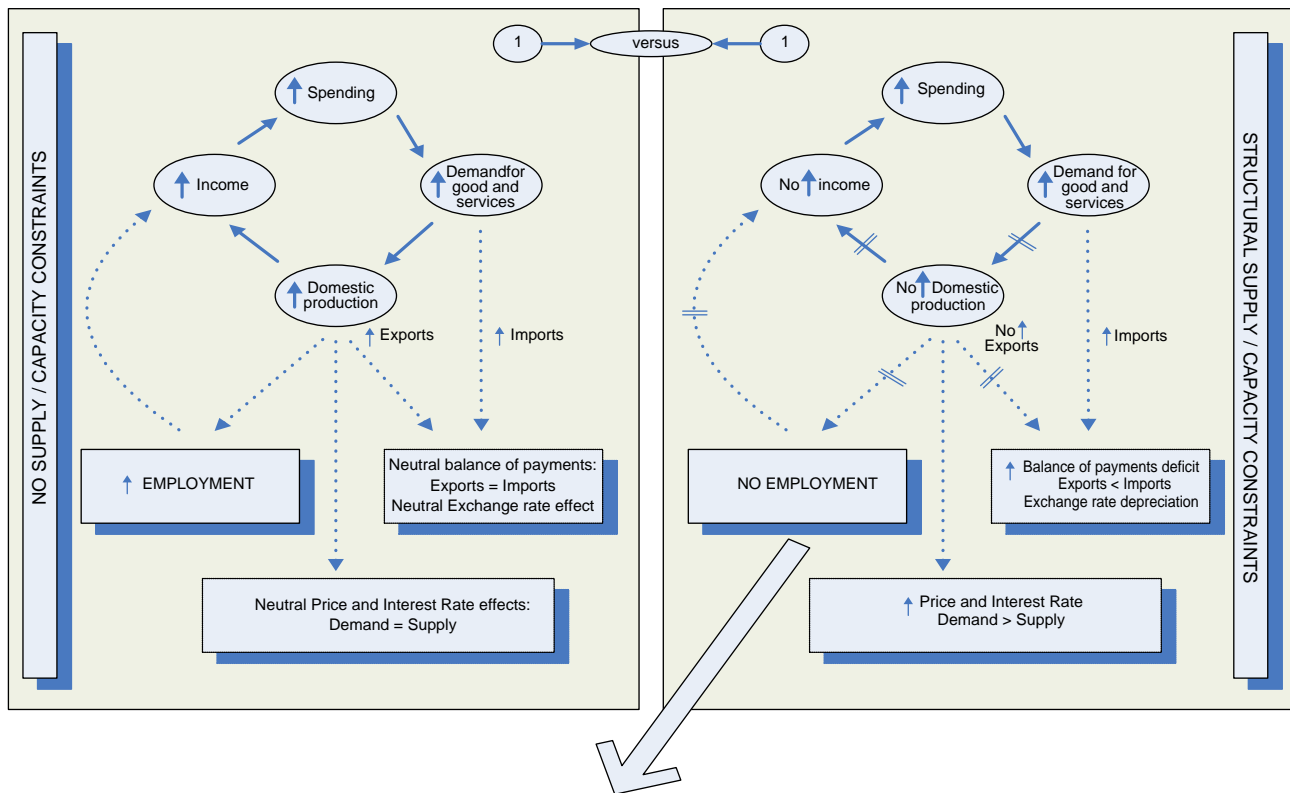 NO SUPPLY / CAPACITY CONSTRAINTS
1
versus
1
↑ Spending
↑ Income
↑ Demandfor
good and
services
↑ Domestic
production
↑ Exports
↑ Imports
↑ EMPLOYMENT
Neutral balance of payments:
Exports = Imports
Neutral Exchange rate effect
Neutral Price and Interest Rate effects:
Demand = Supply
↑ Spending
No ↑ income
↑ Demand for
good and
services
No ↑ Domestic
production
No ↑
Exports
↑ Imports
NO EMPLOYMENT
↑ Balance of payments deficit
Exports < Imports
Exchange rate depreciation
↑ Price and Interest Rate
Demand > Supply
STRUCTURAL SUPPLY / CAPACITY CONSTRAINTS